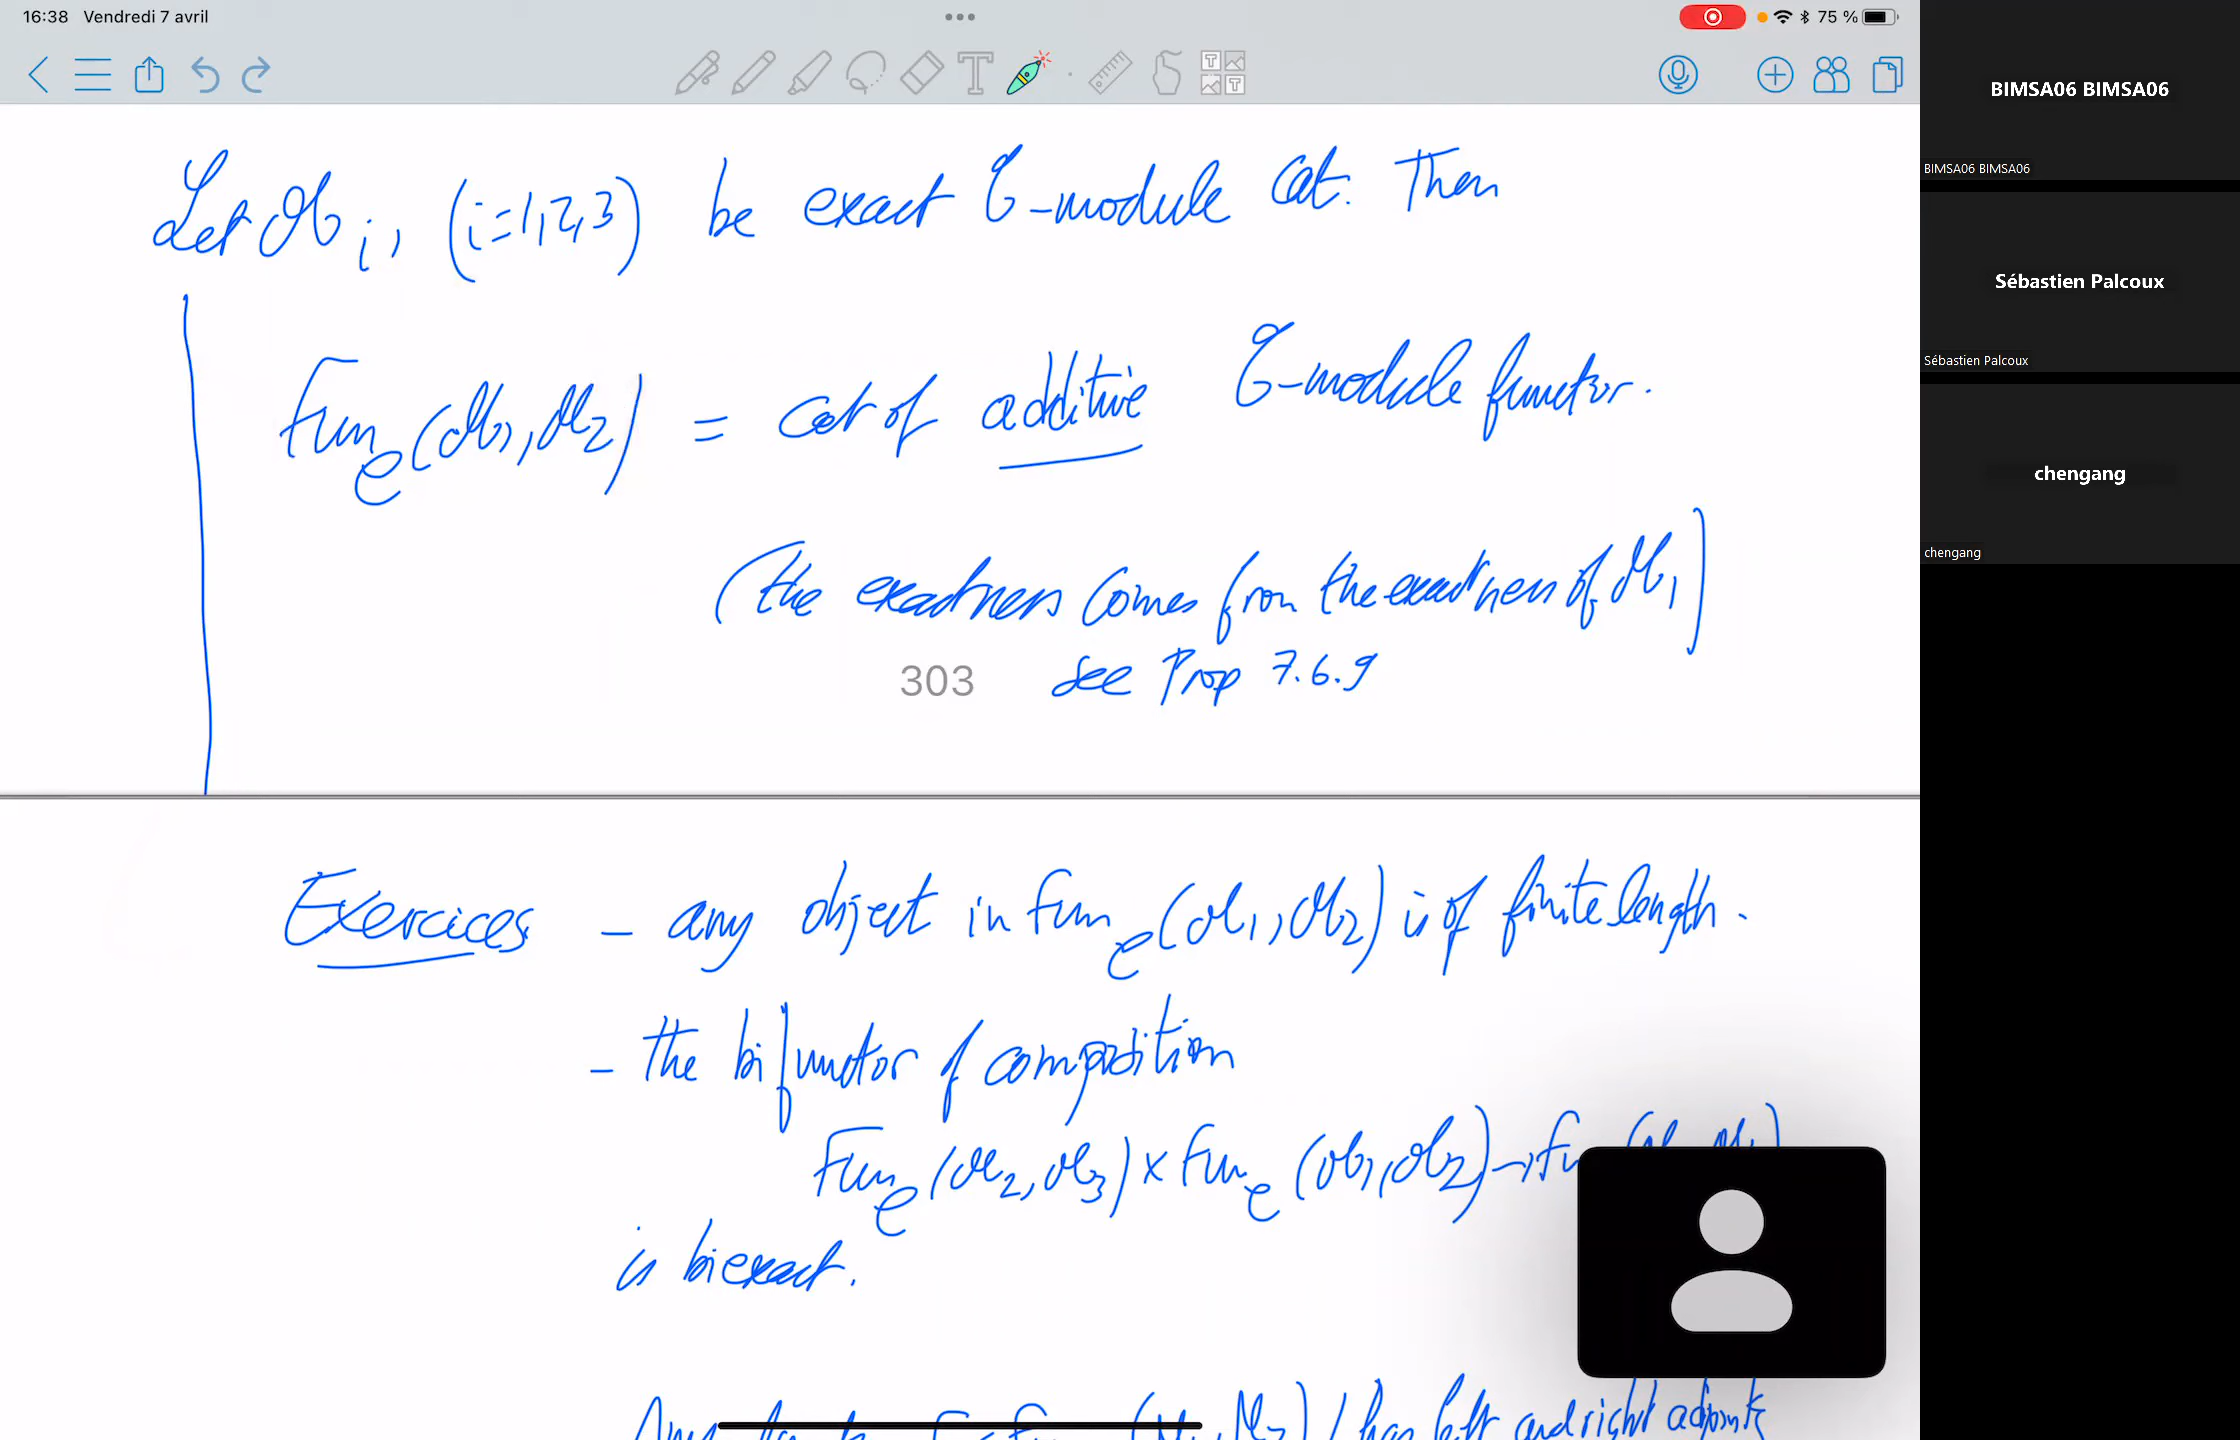 16:38 Vendredi 7 avril
75 %
Let ℳᵢ, (i=1,2,3) be exact 𝒞-module cat. Then
Fun_𝒞(ℳ₁,ℳ₂) = cat of additive 𝒞-module functor.
(the exactness comes from the exactness of ℳ₁)
303 see Prop 7.6.9
Exercices - any object in Fun_𝒞(ℳ₁,ℳ₂) is of finite length.
- the bifunctor of composition
Fun_𝒞(ℳ₂,ℳ₃) × Fun_𝒞(ℳ₁,ℳ₂) → Fu
is biexact.
Any has left and right adjoints
BIMSA06 BIMSA06
BIMSA06 BIMSA06
Sébastien Palcoux
Sébastien Palcoux
chengang
chengang